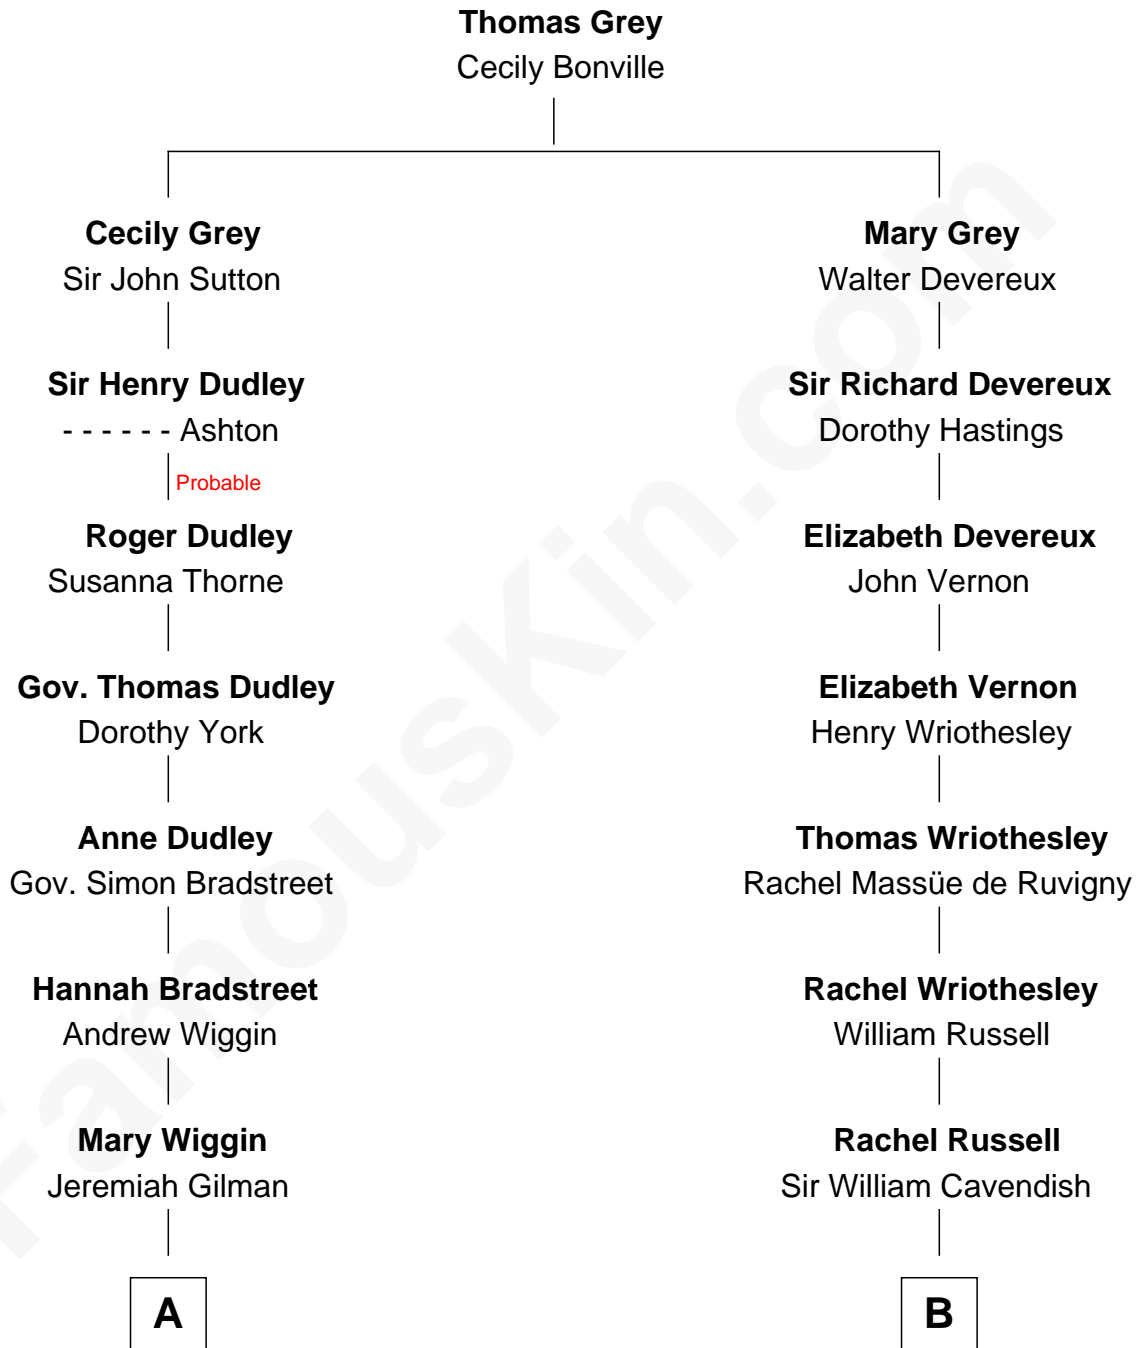 Thomas Grey
Cecily Bonville
Cecily Grey
Sir John Sutton
Mary Grey
Walter Devereux
Sir Henry Dudley
- - - - - - Ashton
Sir Richard Devereux
Dorothy Hastings
Probable
Roger Dudley
Susanna Thorne
Elizabeth Devereux
John Vernon
Gov. Thomas Dudley
Dorothy York
Elizabeth Vernon
Henry Wriothesley
Anne Dudley
Gov. Simon Bradstreet
Thomas Wriothesley
Rachel Massüe de Ruvigny
Hannah Bradstreet
Andrew Wiggin
Rachel Wriothesley
William Russell
Mary Wiggin
Jeremiah Gilman
Rachel Russell
Sir William Cavendish
A
B
FamousKin.com